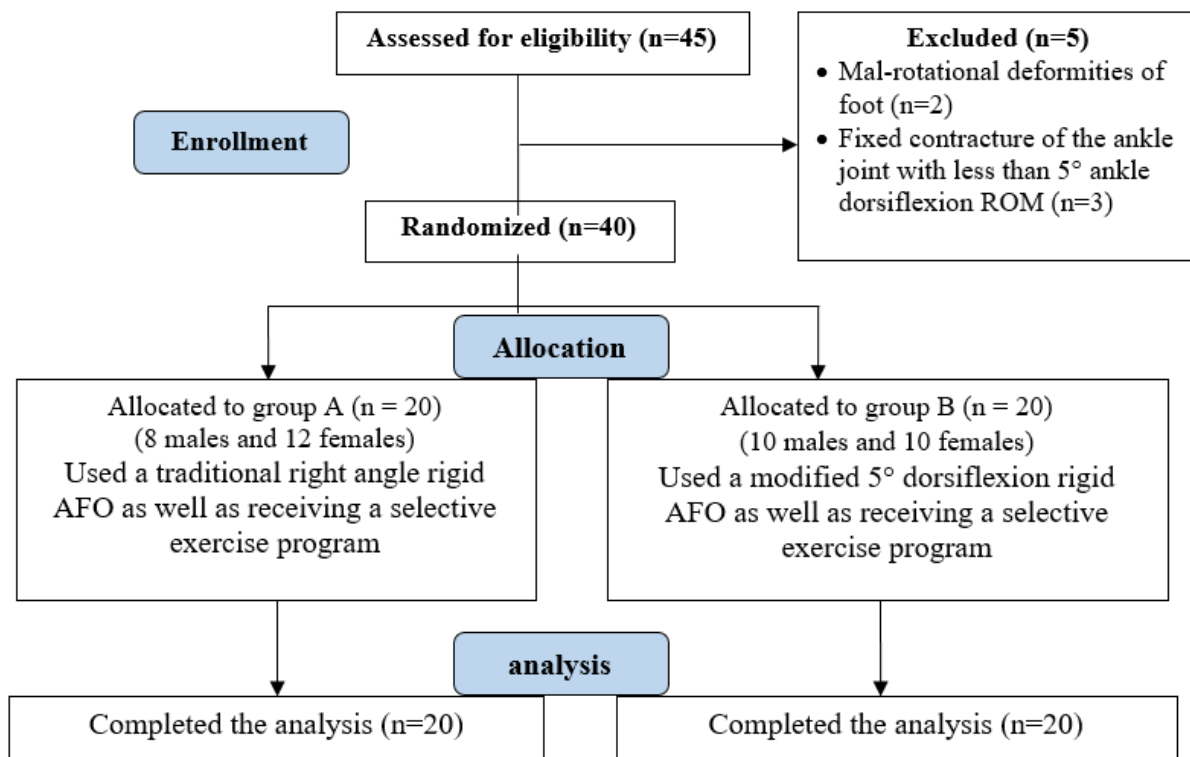 Assessed for eligibility (n=45)
Excluded (n=5)
• Mal-rotational deformities of
foot (n=2)
• Fixed contracture of the ankle
joint with less than 5° ankle
dorsiflexion ROM (n=3)
Enrollment
Randomized (n=40)
Allocation
Allocated to group A (n = 20)
(8 males and 12 females)
Used a traditional right angle rigid
AFO as well as receiving a selective
exercise program
Allocated to group B (n = 20)
(10 males and 10 females)
Used a modified 5° dorsiflexion rigid
AFO as well as receiving a selective
exercise program
analysis
Completed the analysis (n=20)
Completed the analysis (n=20)